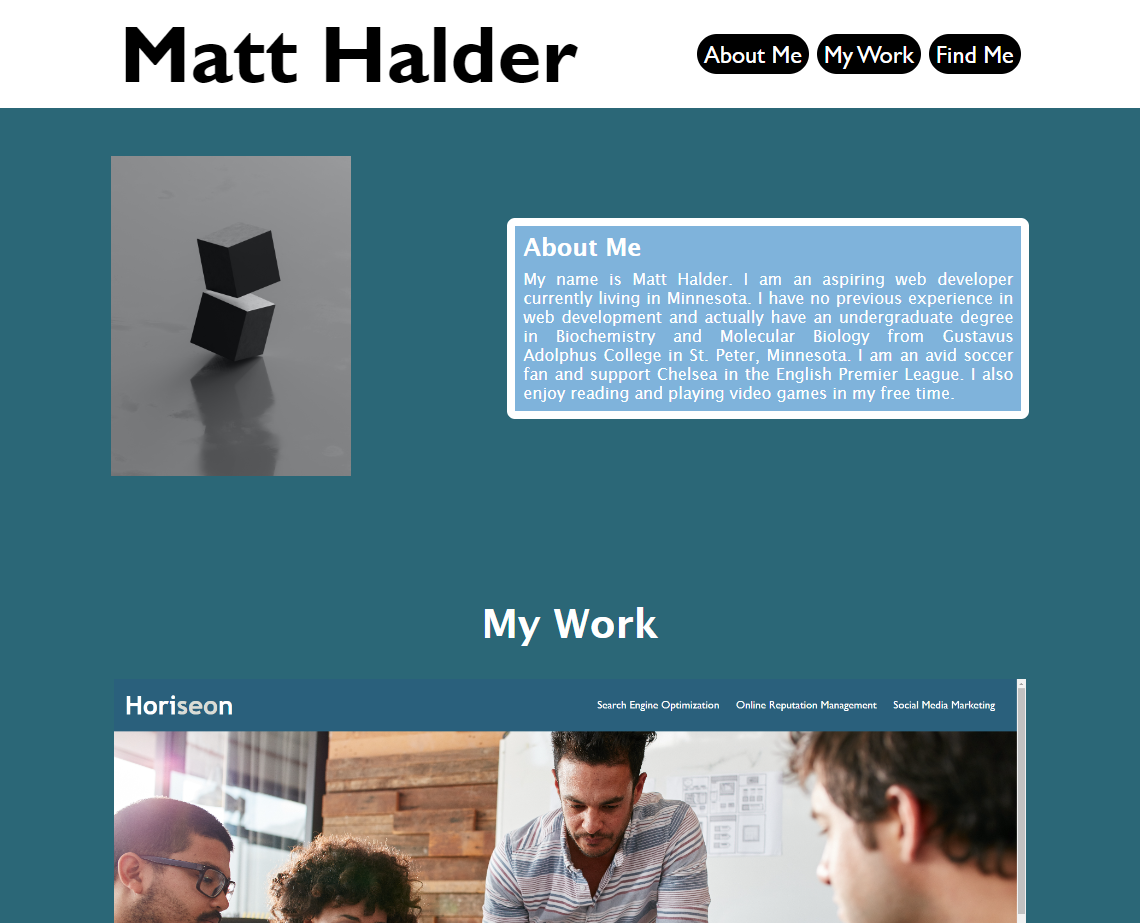 Matt Halder
About Me My Work Find Me
About Me
My name is Matt Halder. I am an aspiring web developer
currently living in Minnesota. I have no previous experience in
web development and actually have an undergraduate degree
in Biochemistry and Molecular Biology from Gustavus
Adolphus College in St. Peter, Minnesota. I am an avid soccer
fan and support Chelsea in the English Premier League. I also
enjoy reading and playing video games in my free time.
My Work
Horiseon
Search Engine Optimization Online Reputation Management Social Media Marketing